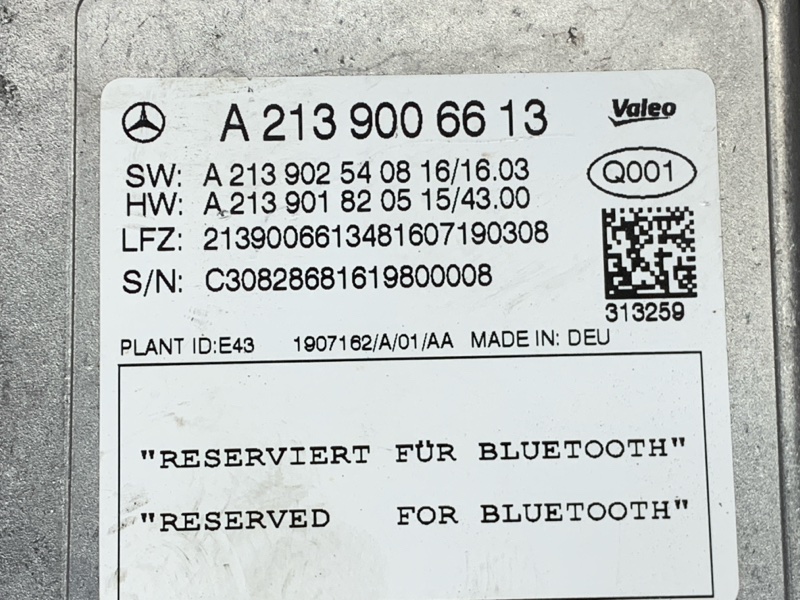 A 213 900 66 13 Valeo
SW: A 213 902 54 08 16/16.03
HW: A 213 901 82 05 15/43.00
Q001
LFZ: 2139006613481607190308
S/N: C30828681619800008
313259
PLANT ID:E43 1907162/A/01/AA MADE IN: DEU
"RESERVIERT FÜR BLUETOOTH"
"RESERVED FOR BLUETOOTH"